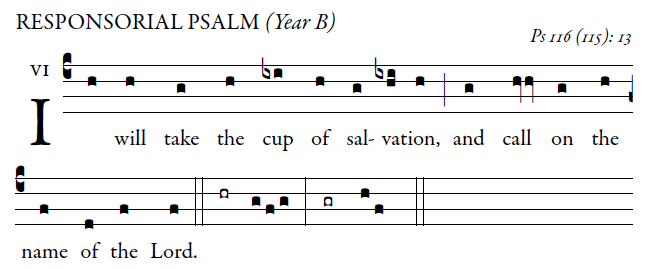 RESPONSORIAL PSALM (Year B)
Ps 116 (115): 13
VI
I will take the cup of sal- vation, and call on the
name of the Lord.